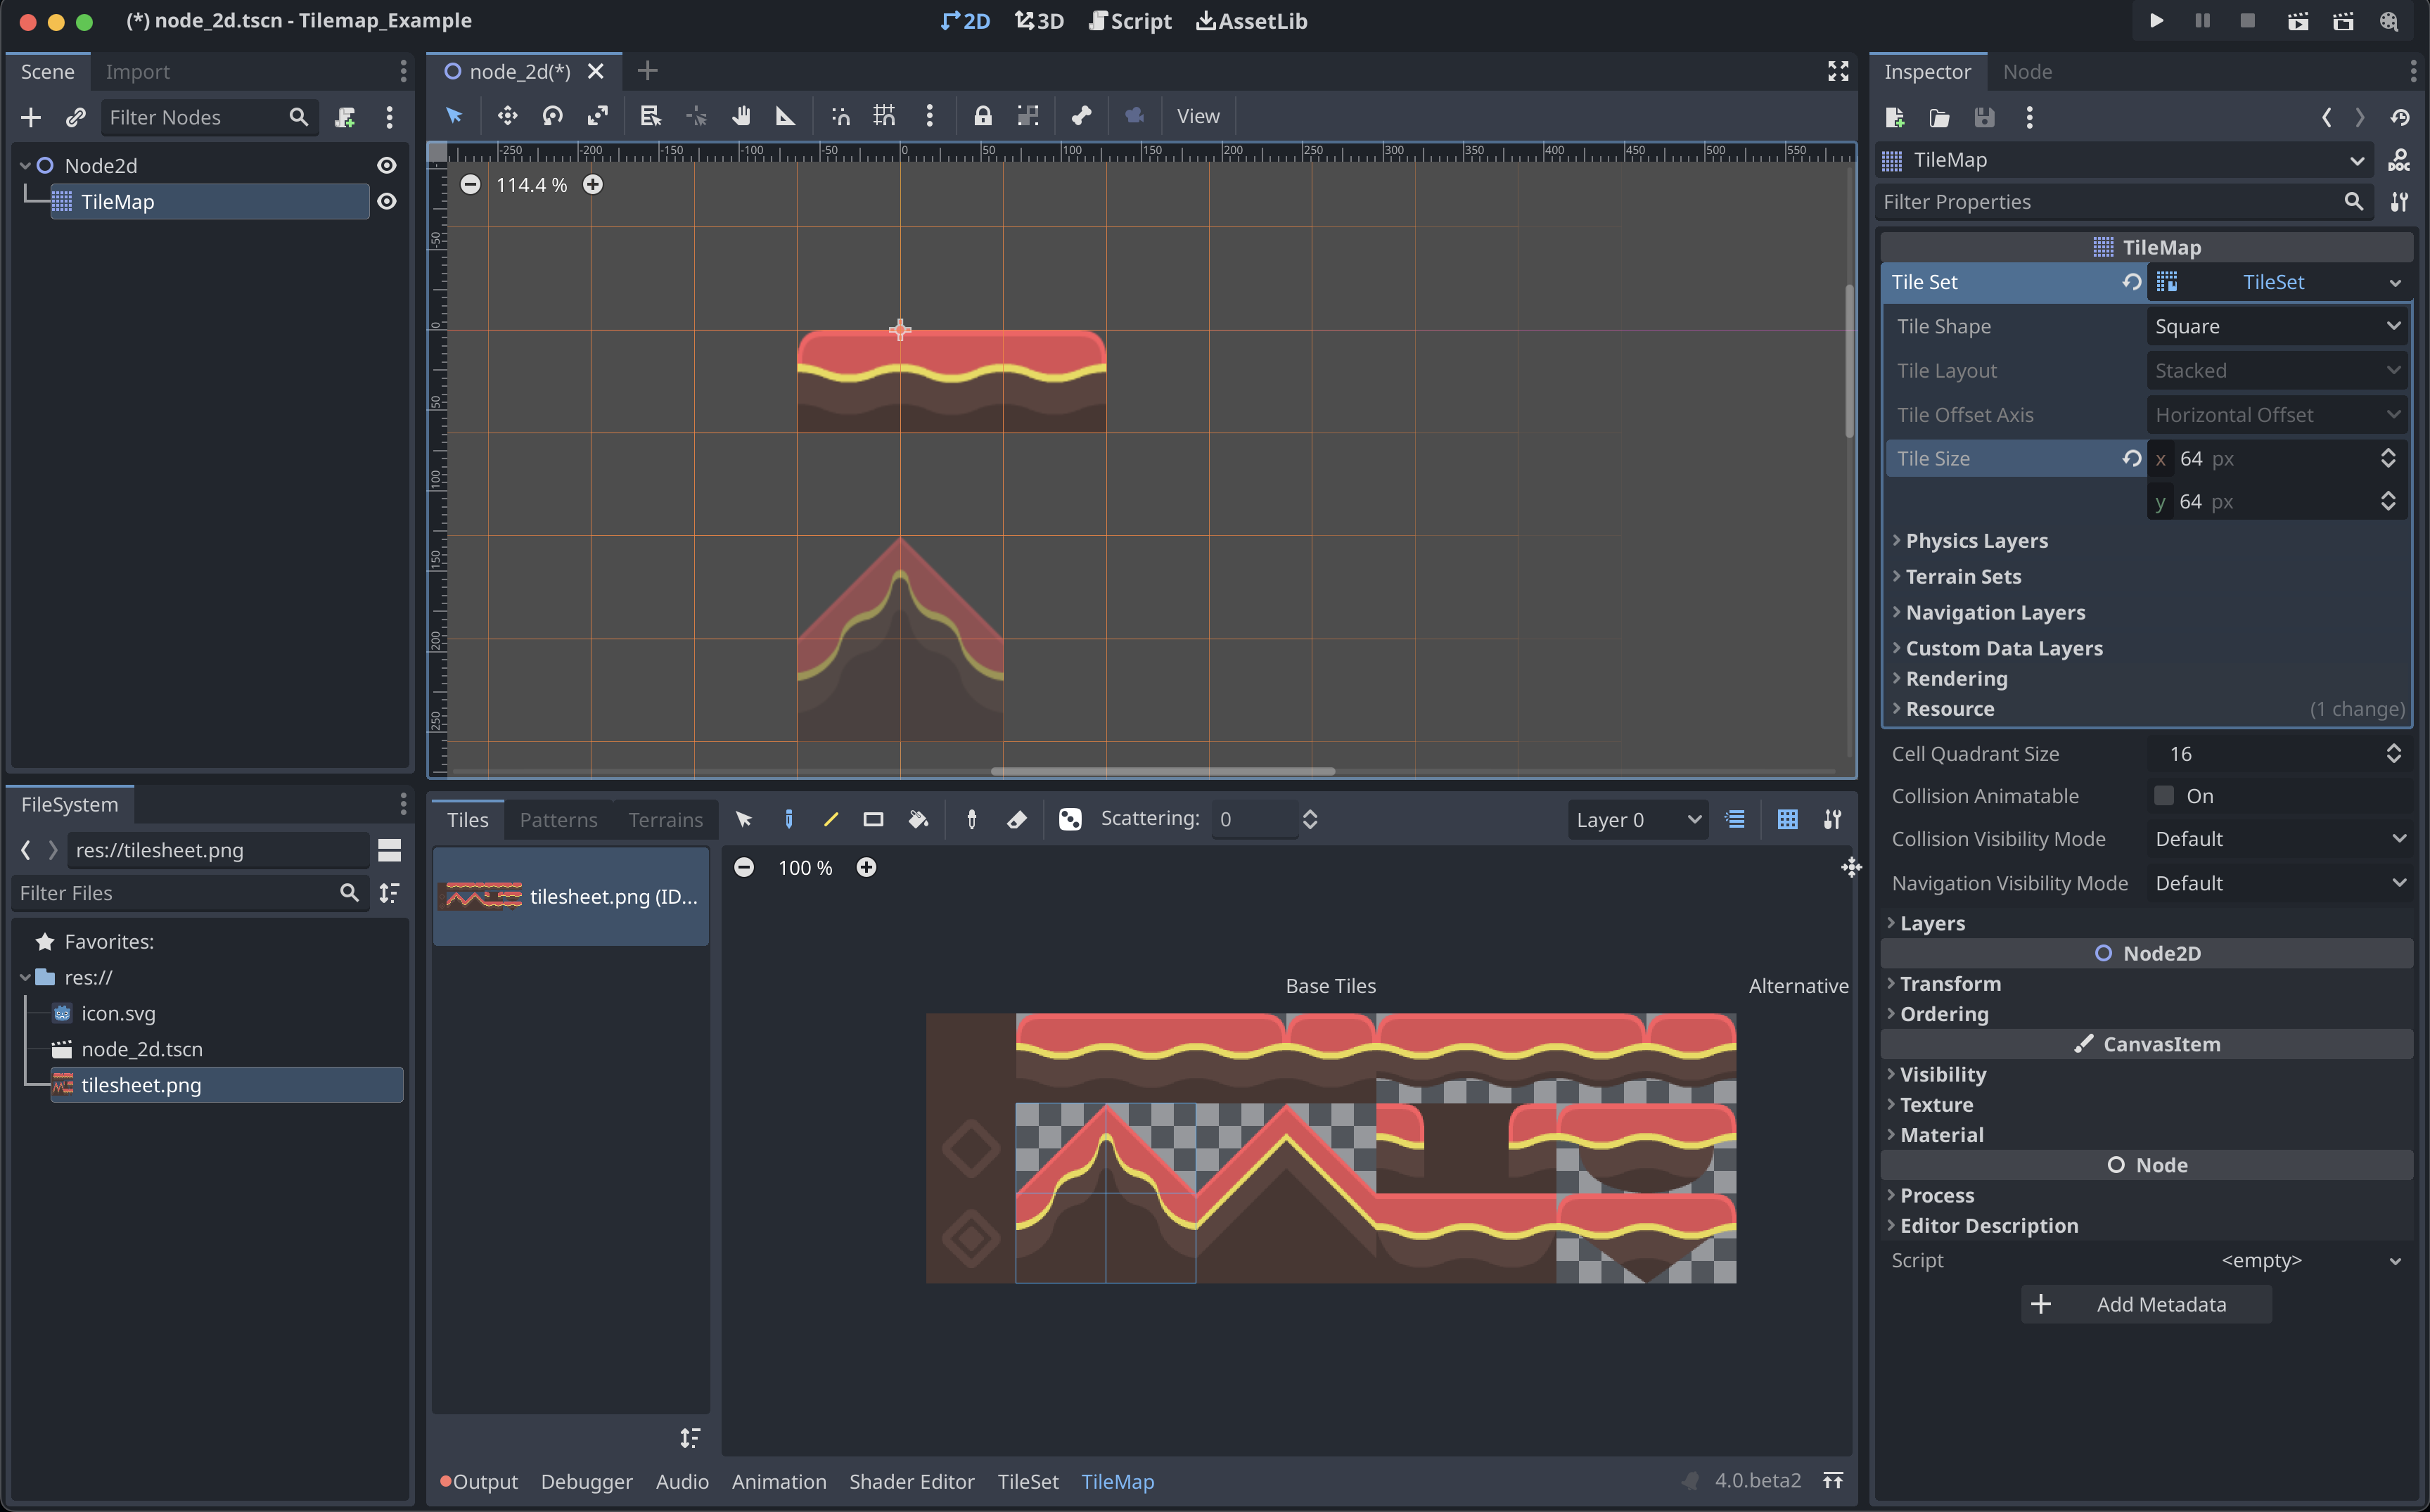 (*) node_2d.tscn - Tilemap_Example
2D 3D Script AssetLib
Scene Import
Filter Nodes
Node2d
TileMap
node_2d(*)
View
-250 -200 -150 -100 -50 0 50 100 150 200 250 300 350 400 450 500 550
114.4 %
-50
0
50
100
150
200
250
FileSystem
res://tilesheet.png
Filter Files
Favorites:
res://
icon.svg
node_2d.tscn
tilesheet.png
Tiles Patterns Terrains Scattering: 0 Layer 0
tilesheet.png (ID...
100 %
Base Tiles Alternative
Output Debugger Audio Animation Shader Editor TileSet TileMap 4.0.beta2
Inspector Node
TileMap
DOC
Filter Properties
TileMap
Tile Set TileSet
Tile Shape Square
Tile Layout Stacked
Tile Offset Axis Horizontal Offset
Tile Size x 64 px
y 64 px
Physics Layers
Terrain Sets
Navigation Layers
Custom Data Layers
Rendering
Resource (1 change)
Cell Quadrant Size 16
Collision Animatable On
Collision Visibility Mode Default
Navigation Visibility Mode Default
Layers
Node2D
Transform
Ordering
CanvasItem
Visibility
Texture
Material
Node
Process
Editor Description
Script <empty>
Add Metadata